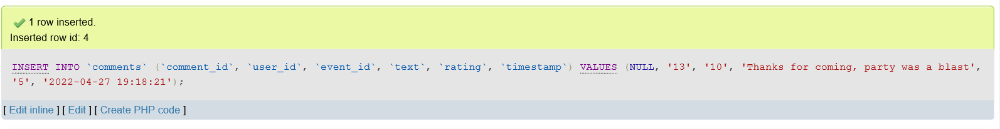 1 row inserted.
Inserted row id: 4
INSERT INTO `comments` (`comment_id`, `user_id`, `event_id`, `text`, `rating`, `timestamp`) VALUES (NULL, '13', '10', 'Thanks for coming, party was a blast',
'5', '2022-04-27 19:18:21');
[ Edit inline ] [ Edit ] [ Create PHP code ]